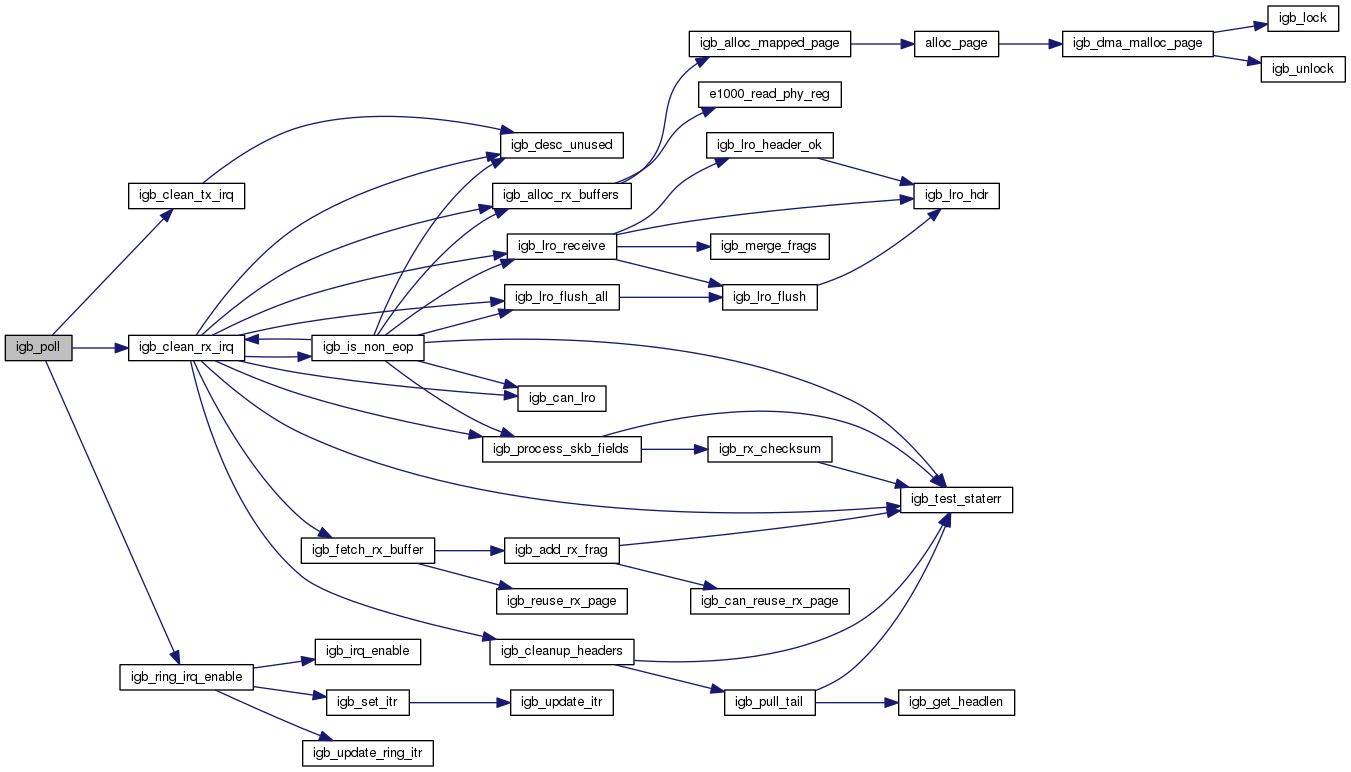 igb_lock
igb_alloc_mapped_page
alloc_page
igb_dma_malloc_page
igb_unlock
e1000_read_phy_reg
igb_desc_unused
igb_lro_header_ok
igb_clean_tx_irq
igb_alloc_rx_buffers
igb_lro_hdr
igb_lro_receive
igb_merge_frags
igb_lro_flush_all
igb_lro_flush
igb_poll
igb_clean_rx_irq
igb_is_non_eop
igb_can_lro
igb_process_skb_fields
igb_rx_checksum
igb_test_staterr
igb_fetch_rx_buffer
igb_add_rx_frag
igb_reuse_rx_page
igb_can_reuse_rx_page
igb_irq_enable
igb_cleanup_headers
igb_ring_irq_enable
igb_set_itr
igb_update_itr
igb_pull_tail
igb_get_headlen
igb_update_ring_itr